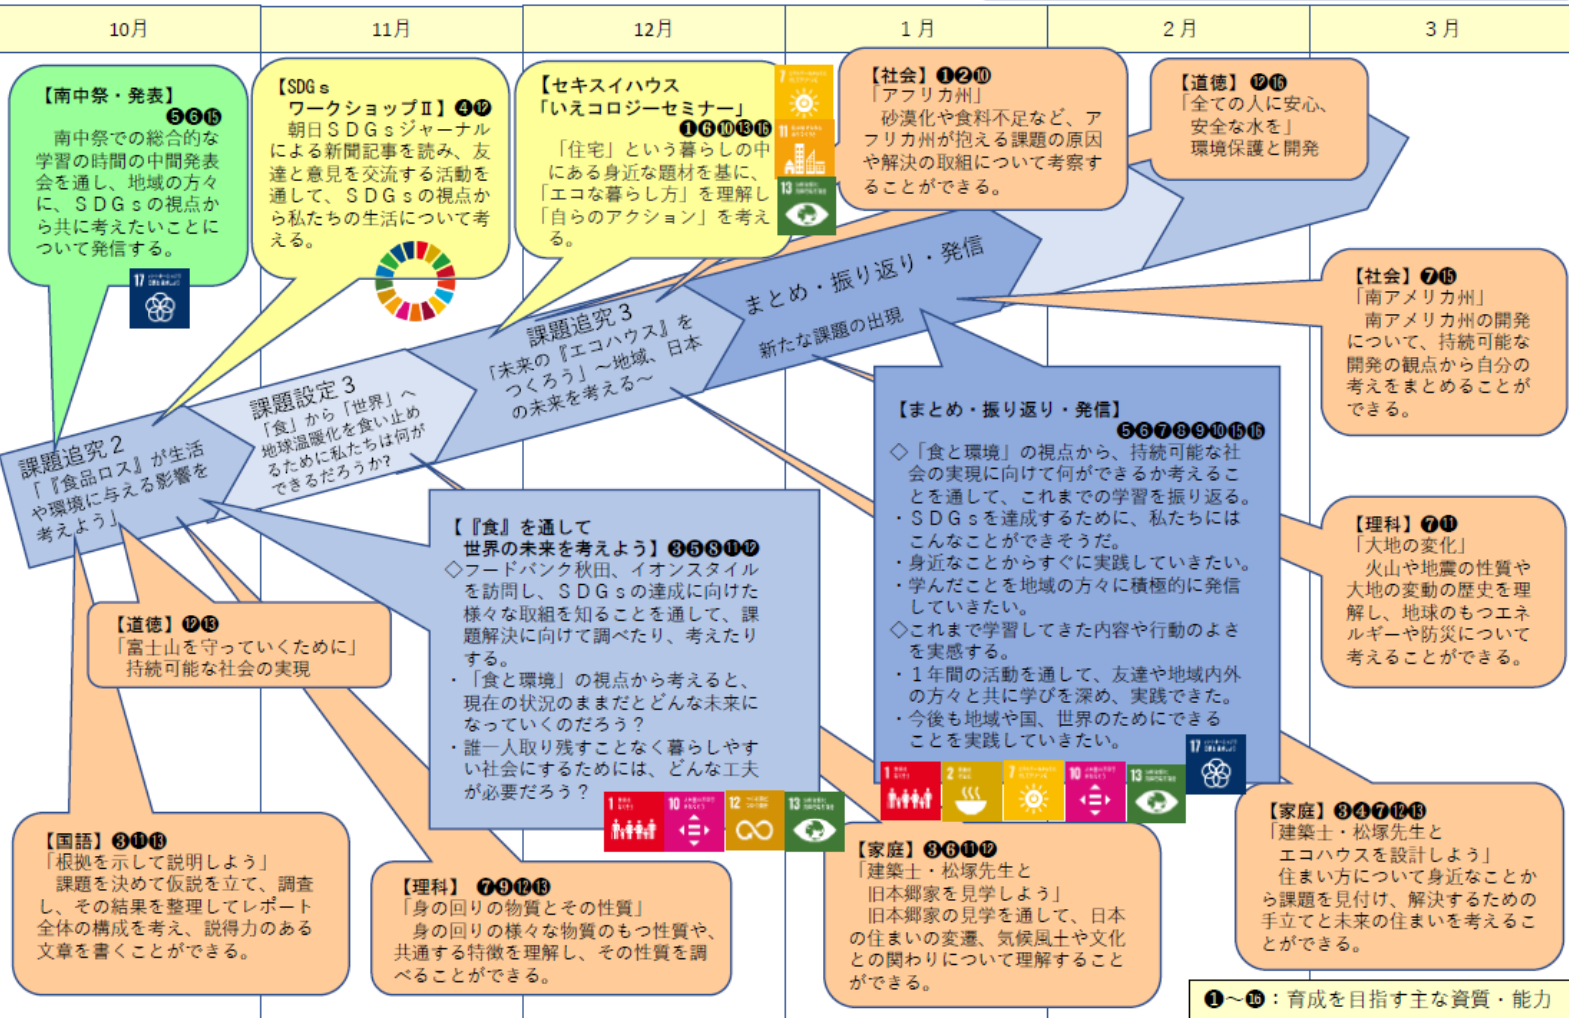 10月
11月
12月
1月
2月
3月
【南中祭・発表】
❺❻⓯
南中祭での総合的な
学習の時間の中間発表
会を通し、地域の方々
に、ＳＤＧｓの視点か
ら共に考えたいことに
ついて発信する。
17
【SDGｓ
ワークショップⅡ】❹⓬
朝日ＳＤＧｓジャーナル
による新聞記事を読み、友
達と意見を交流する活動を
通して、ＳＤＧｓの視点か
ら私たちの生活について考
える。
【セキスイハウス
「いえコロジーセミナー」
❶❻❿⓭⓰
「住宅」という暮らしの中
にある身近な題材を基に、
「エコな暮らし方」を理解し
「自らのアクション」を考え
る。
7
11
13
【社会】❶❷❿
「アフリカ州」
砂漠化や食料不足など、ア
フリカ州が抱える課題の原因
や解決の取組について考察す
ることができる。
【道徳】⓬⓰
「全ての人に安心、
安全な水を」
環境保護と開発
課題追究２
「『食品ロス』が生活
や環境に与える影響を
考えよう」
課題設定３
「食」から「世界」へ
地球温暖化を食い止め
るために私たちは何が
できるだろうか?
課題追究３
「未来の『エコハウス』を
つくろう」～地域、日本
の未来を考える～
まとめ・振り返り・発信
新たな課題の出現
【社会】❼⓯
「南アメリカ州」
南アメリカ州の開発
について、持続可能な
開発の観点から自分の
考えをまとめることが
できる。
【道徳】⓬⓭
「富士山を守っていくために」
持続可能な社会の実現
【『食』を通して
世界の未来を考えよう】❸❺❽⓫⓬
◇フードバンク秋田、イオンスタイル
を訪問し、ＳＤＧｓの達成に向けた
様々な取組を知ることを通して、課
題解決に向けて調べたり、考えたり
する。
・「食と環境」の視点から考えると、
現在の状況のままだとどんな未来に
なっていくのだろう？
・誰一人取り残すことなく暮らしやす
い社会にするためには、どんな工夫
が必要だろう？
1
10
12
13
【まとめ・振り返り・発信】
❺❻❼❽❾❿⓯⓰
◇「食と環境」の視点から、持続可能な社
会の実現に向けて何ができるか考えるこ
とを通して、これまでの学習を振り返る。
・ＳＤＧｓを達成するために、私たちには
こんなことができそうだ。
・身近なことからすぐに実践していきたい。
・学んだことを地域の方々に積極的に発信
していきたい。
◇これまで学習してきた内容や行動のよさ
を実感する。
・１年間の活動を通して、友達や地域内外
の方々と共に学びを深め、実践できた。
・今後も地域や国、世界のためにできる
ことを実践していきたい。
1
2
7
10
13
17
【理科】❼⓫
「大地の変化」
火山や地震の性質や
大地の変動の歴史を理
解し、地球のもつエネ
ルギーや防災について
考えることができる。
【国語】❸⓫⓭
「根拠を示して説明しよう」
課題を決めて仮説を立て、調査
し、その結果を整理してレポート
全体の構成を考え、説得力のある
文章を書くことができる。
【理科】❼❾⓬⓭
「身の回りの物質とその性質」
身の回りの様々な物質のもつ性質や、
共通する特徴を理解し、その性質を調
べることができる。
【家庭】❸❻⓫⓬
「建築士・松塚先生と
旧本郷家を見学しよう」
旧本郷家の見学を通して、日本
の住まいの変遷、気候風土や文化
との関わりについて理解すること
ができる。
【家庭】❸❹❼⓬⓭
「建築士・松塚先生と
エコハウスを設計しよう」
住まい方について身近なことか
ら課題を見付け、解決するための
手立てと未来の住まいを考えるこ
とができる。
❶～⓰：育成を目指す主な資質・能力